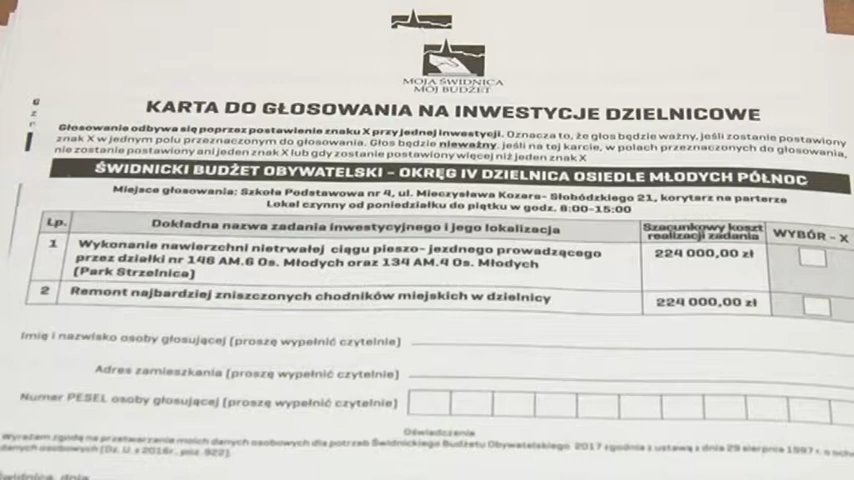 MOJA ŚWIDNICA
MÓJ BUDŻET
KARTA DO GŁOSOWANIA NA INWESTYCJE DZIELNICOWE
Głosowanie odbywa się poprzez postawienie znaku X przy jednej inwestycji. Oznacza to, że głos będzie ważny, jeśli zostanie postawiony
znak X w jednym polu przeznaczonym do głosowania. Głos będzie nieważny, jeśli na tej karcie, w polach przeznaczonych do głosowania,
nie zostanie postawiony ani jeden znak X lub gdy zostanie postawiony więcej niż jeden znak X
ŚWIDNICKI BUDŻET OBYWATELSKI - OKRĘG IV DZIELNICA OSIEDLE MŁODYCH PÓŁNOC
Miejsce głosowania: Szkoła Podstawowa nr 4, ul. Mieczysława Kozara- Słobódzkiego 21, korytarz na parterze
Lokal czynny od poniedziałku do piątku w godz. 8:00-15:00
Lp. Dokładna nazwa zadania inwestycyjnego i jego lokalizacja Szacunkowy koszt realizacji zadania WYBÓR - X
1 Wykonanie nawierzchni nietrwałej ciągu pieszo- jezdnego prowadzącego 224 000,00 zł
przez działki nr 146 AM.6 Os. Młodych oraz 134 AM.4 Os. Młodych
(Park Strzelnica)
2 Remont najbardziej zniszczonych chodników miejskich w dzielnicy 224 000,00 zł
Imię i nazwisko osoby głosującej (proszę wypełnić czytelnie)
Adres zamieszkania (proszę wypełnić czytelnie)
Numer PESEL osoby głosującej (proszę wypełnić czytelnie)
Oświadczenie
Wyrażam zgodę na przetwarzanie moich danych osobowych dla potrzeb Świdnickiego Budżetu Obywatelskiego 2017 zgodnie z ustawą z dnia 29 sierpnia 1997 r. o
danych osobowych (Dz. U. z 2016r., poz. 922).
Świdnica, dnia